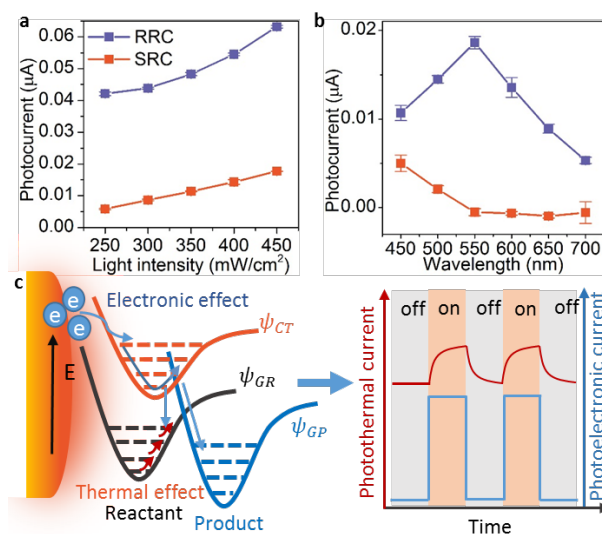 a
RRC
SRC
Photocurrent (μA)
0.06
0.05
0.04
0.03
0.02
0.01
0.00
250 300 350 400 450
Light intensity (mW/cm²)
b
Photocurrent (μA)
0.02
0.01
0.00
450 500 550 600 650 700
Wavelength (nm)
c
e
e
e
E
Electronic effect
ψCT
ψGR
ψGP
Thermal effect
Reactant
Product
Photothermal current
off on off on off
Photoelectronic current
Time